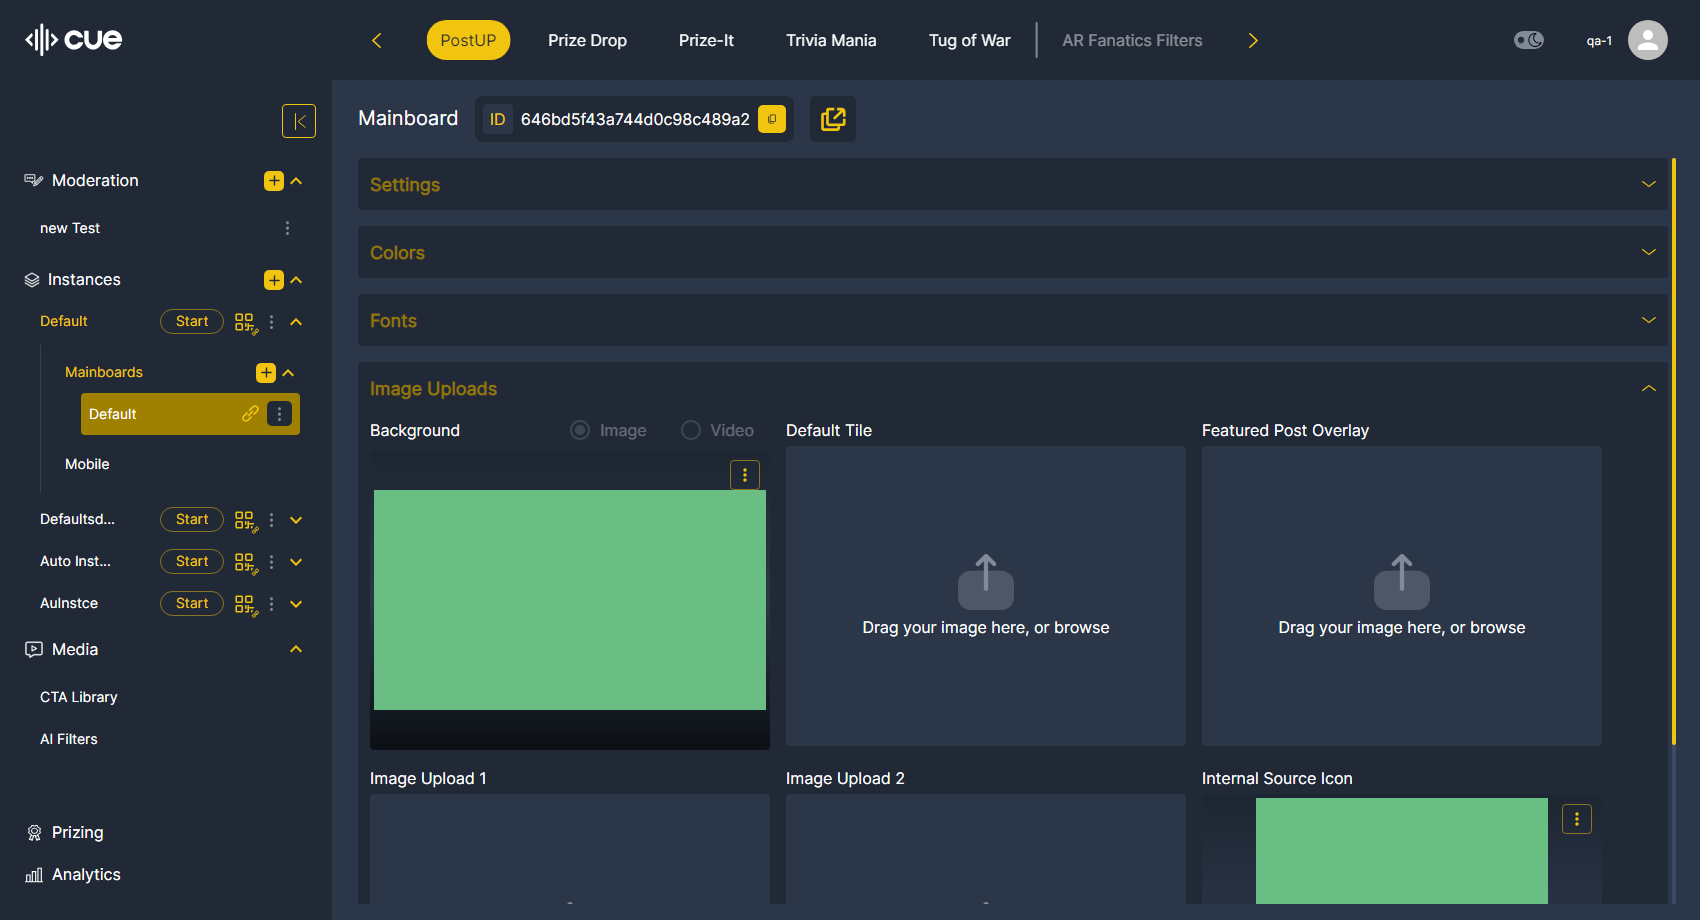 cue
PostUP
Prize Drop
Prize-It
Trivia Mania
Tug of War
AR Fanatics Filters
qa-1
Moderation
new Test
Instances
Default
Start
Mainboards
Default
Mobile
Defaultsd...
Start
Auto Inst...
Start
AuInstce
Start
Media
CTA Library
AI Filters
Prizing
Analytics
Mainboard
ID
646bd5f43a744d0c98c489a2
Settings
Colors
Fonts
Image Uploads
Background
Image
Video
Default Tile
Drag your image here, or browse
Featured Post Overlay
Drag your image here, or browse
Image Upload 1
Image Upload 2
Internal Source Icon